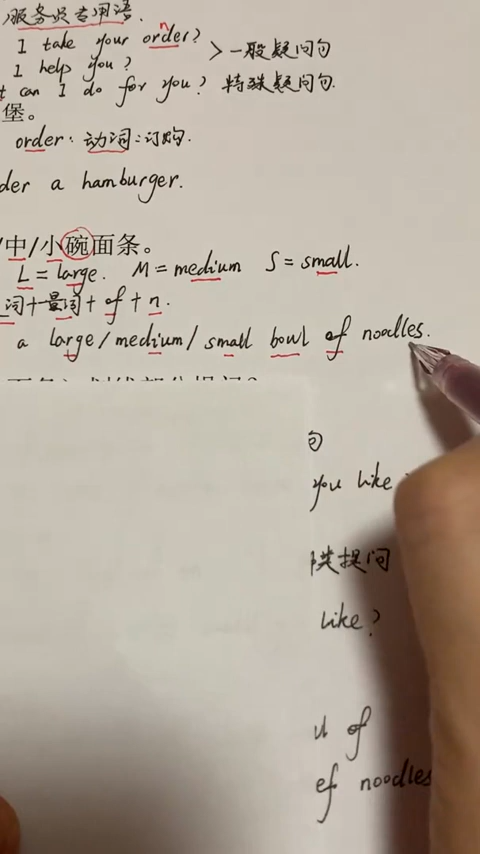 服务员专用语.
I take your order?
I help you? > 一般疑问句
can I do for you? 特殊疑问句.
堡。
order: 动词:订购.
der a hamburger.
/中/小碗面条。
L = large. M = medium S = small.
词+量词+of+n.
a large/medium/small bowl of noodles.
句
you like
提问
like?
of
of noodles